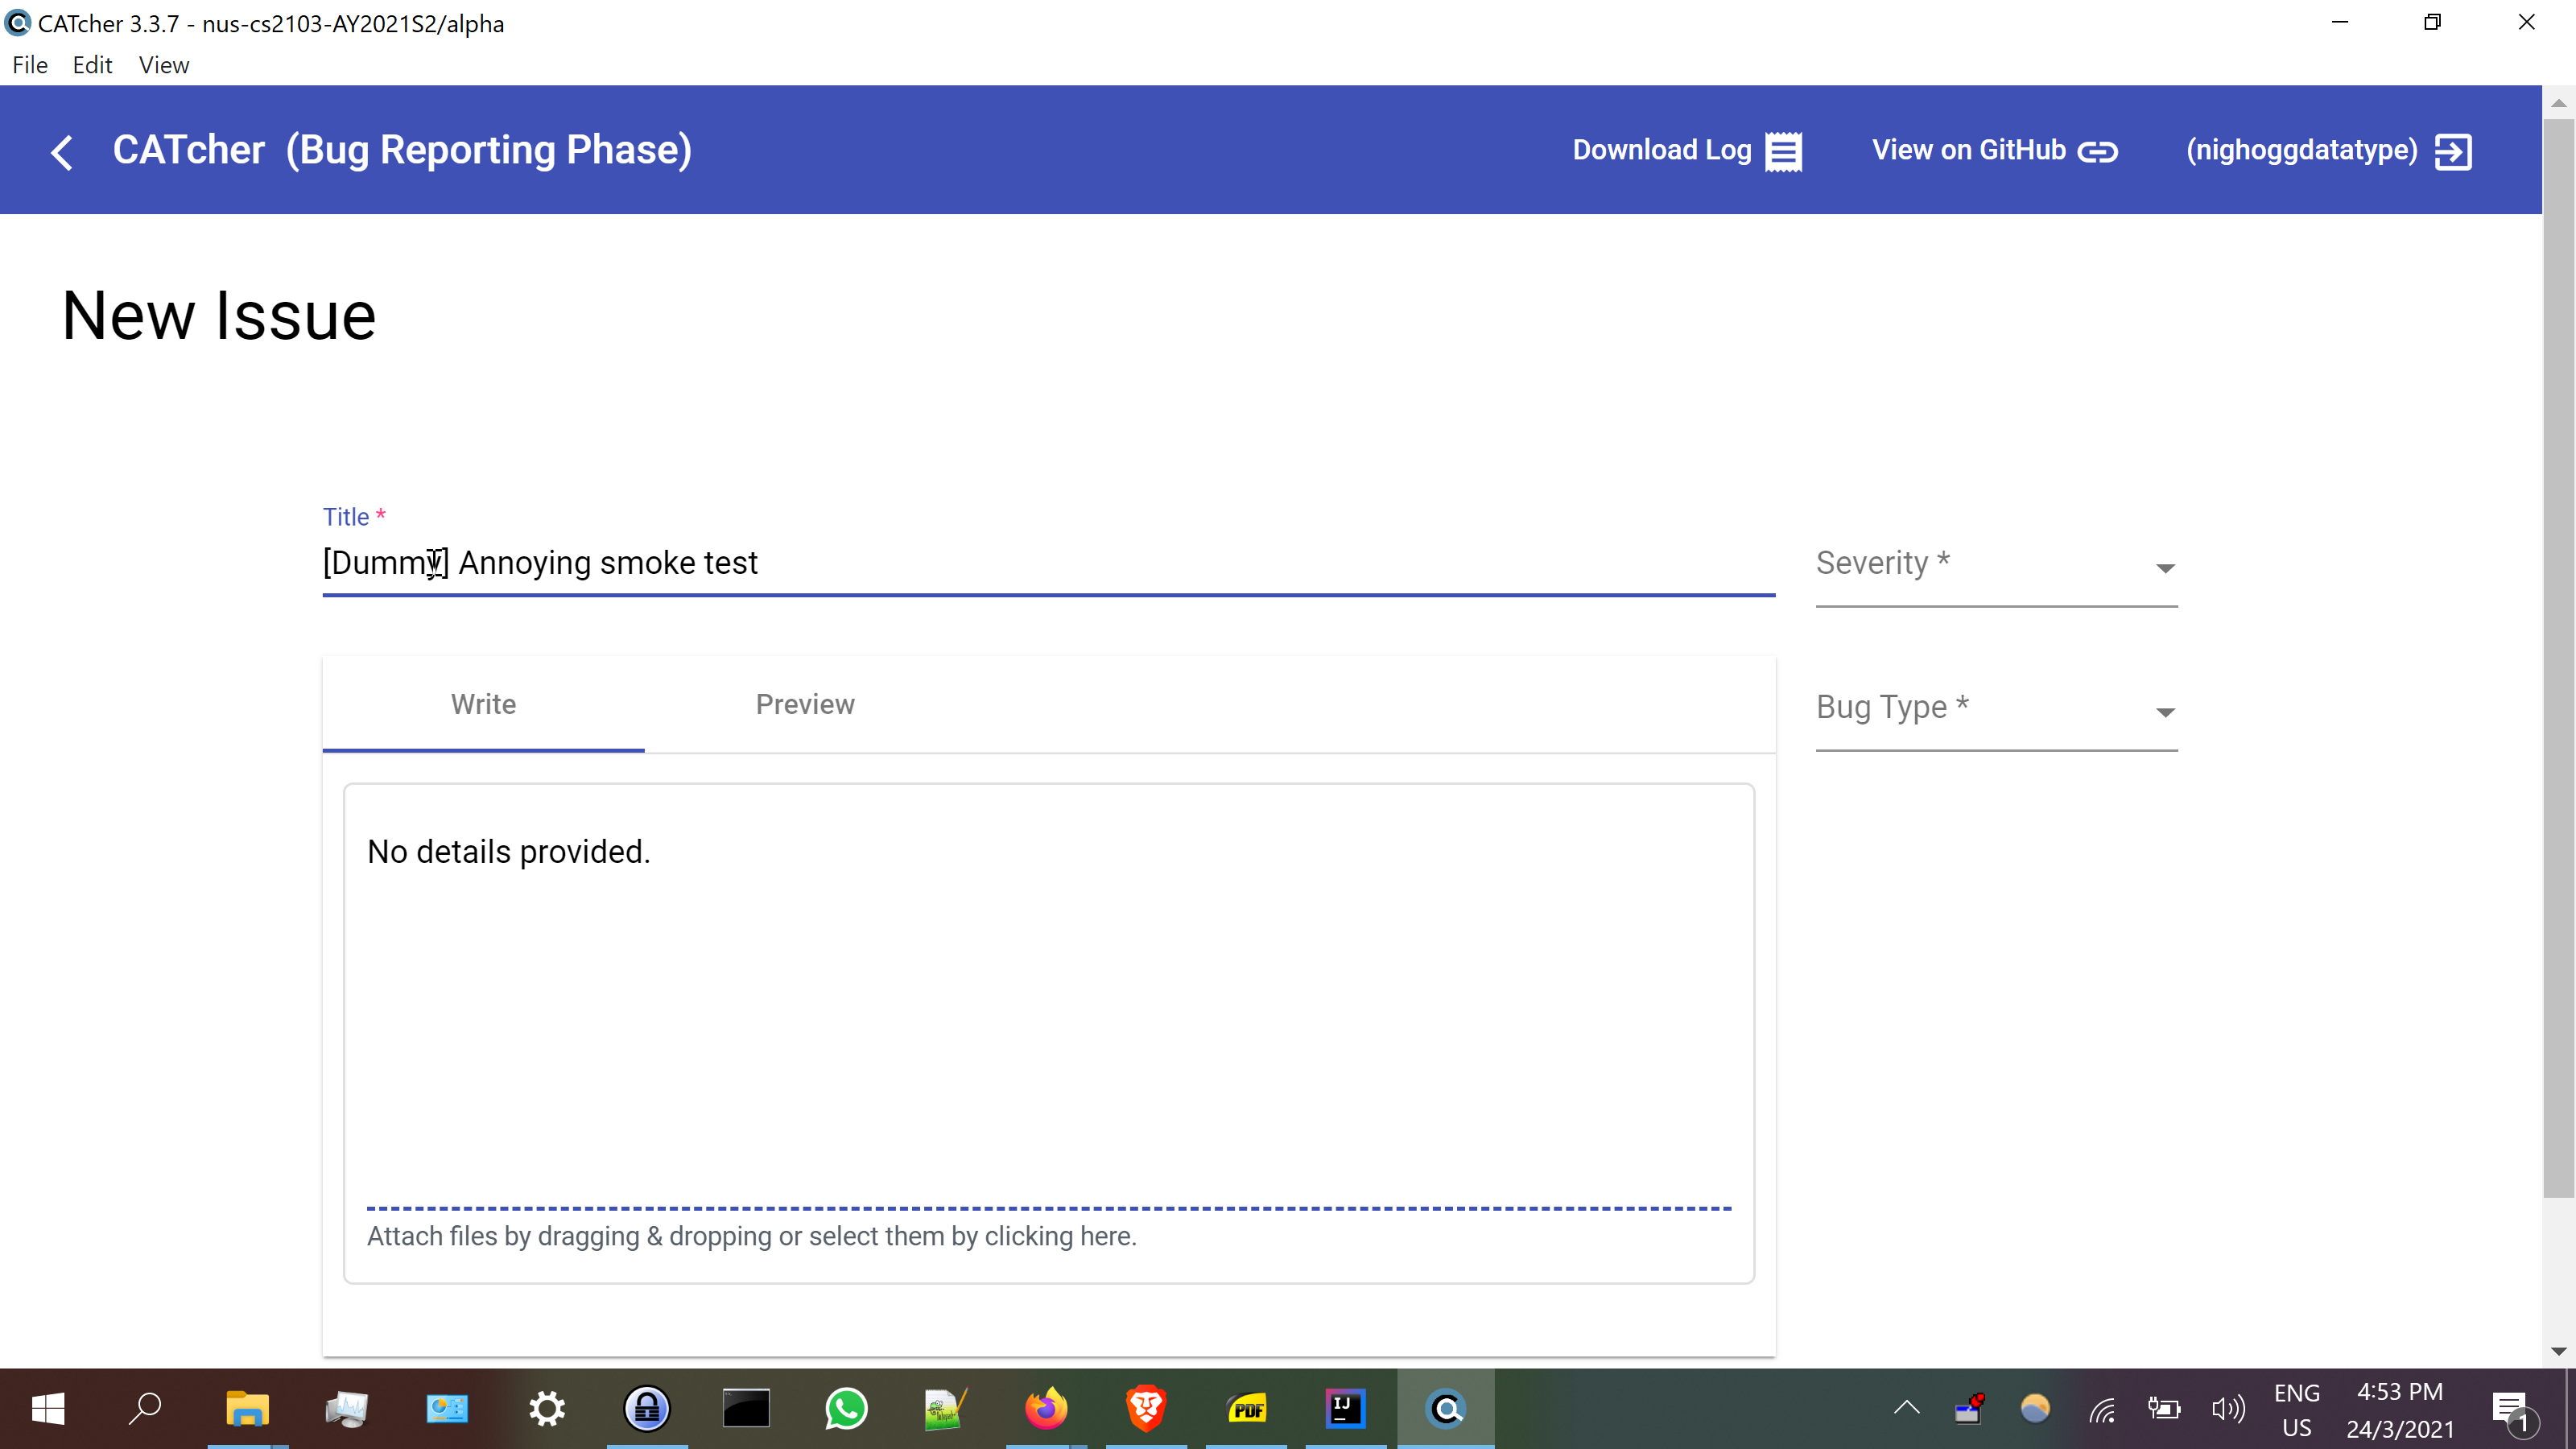 CATcher 3.3.7 - nus-cs2103-AY2021S2/alpha
File Edit View
CATcher (Bug Reporting Phase)
Download Log
View on GitHub
(nighoggdatatype)
New Issue
Title *
[Dummy] Annoying smoke test
Severity *
Write
Preview
Bug Type *
No details provided.
Attach files by dragging & dropping or select them by clicking here.
PDF
IJ
ENG
US
4:53 PM
24/3/2021
1